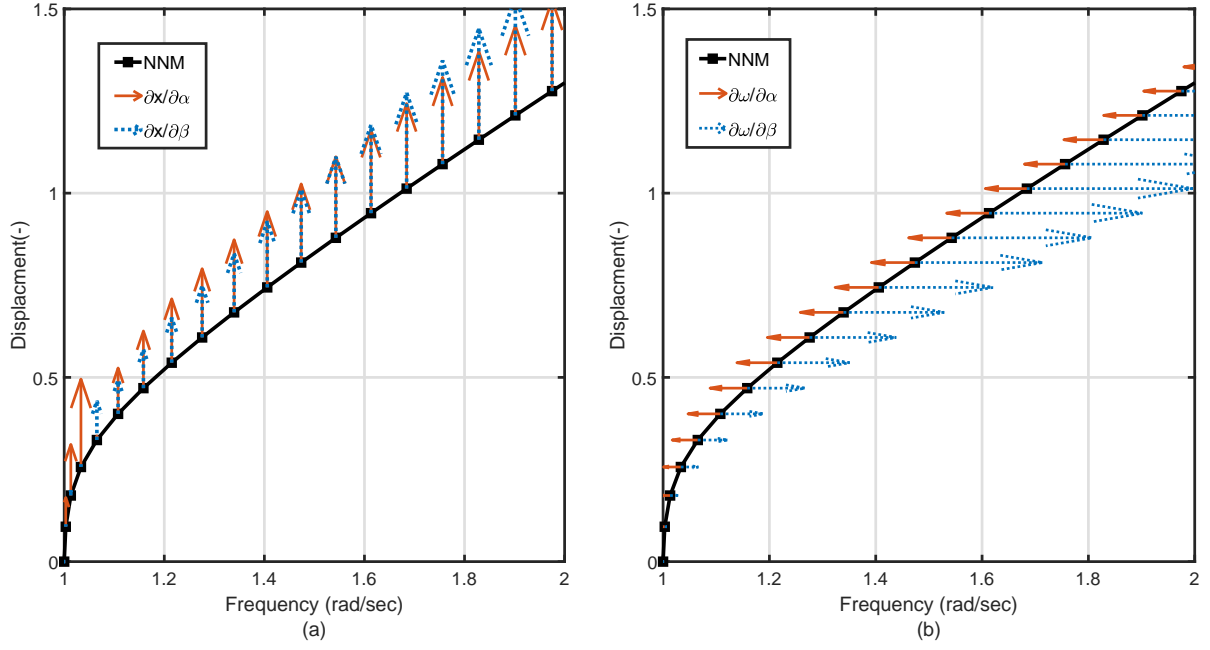 1.5
1
0.5
0
Displacment(-)
NNM
∂x/∂α
∂x/∂β
1
1.2
1.4
1.6
1.8
2
Frequency (rad/sec)
(a)
1.5
1
0.5
0
Displacment(-)
NNM
∂ω/∂α
∂ω/∂β
1
1.2
1.4
1.6
1.8
2
Frequency (rad/sec)
(b)